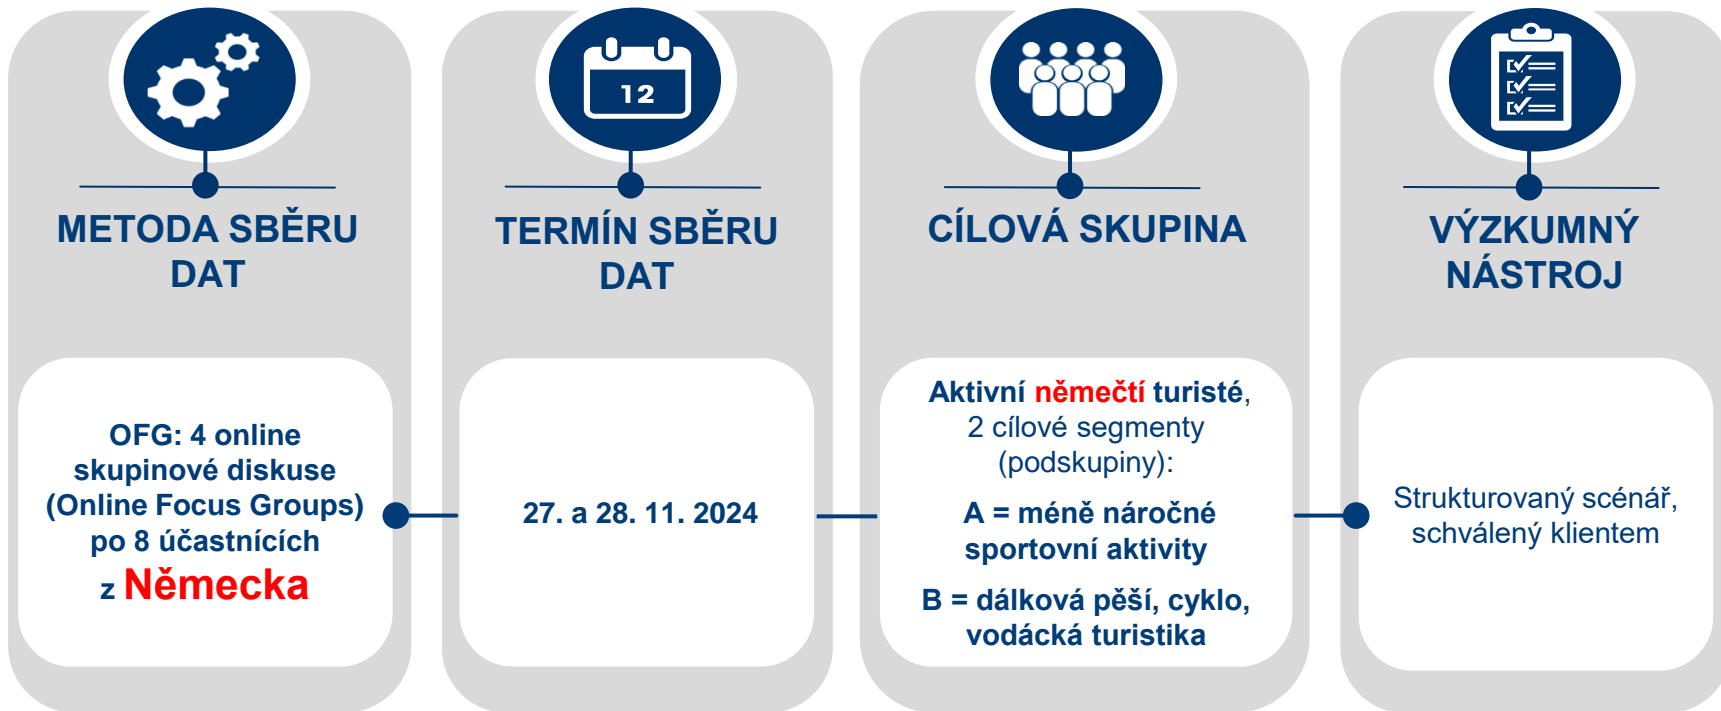 METODA SBĚRU
DAT
OFG: 4 online
skupinové diskuse
(Online Focus Groups)
po 8 účastnících
z Německa
12
TERMÍN SBĚRU
DAT
27. a 28. 11. 2024
CÍLOVÁ SKUPINA
Aktivní němečtí turisté,
2 cílové segmenty
(podskupiny):
A = méně náročné
sportovní aktivity
B = dálková pěší, cyklo,
vodácká turistika
VÝZKUMNÝ
NÁSTROJ
Strukturovaný scénář,
schválený klientem